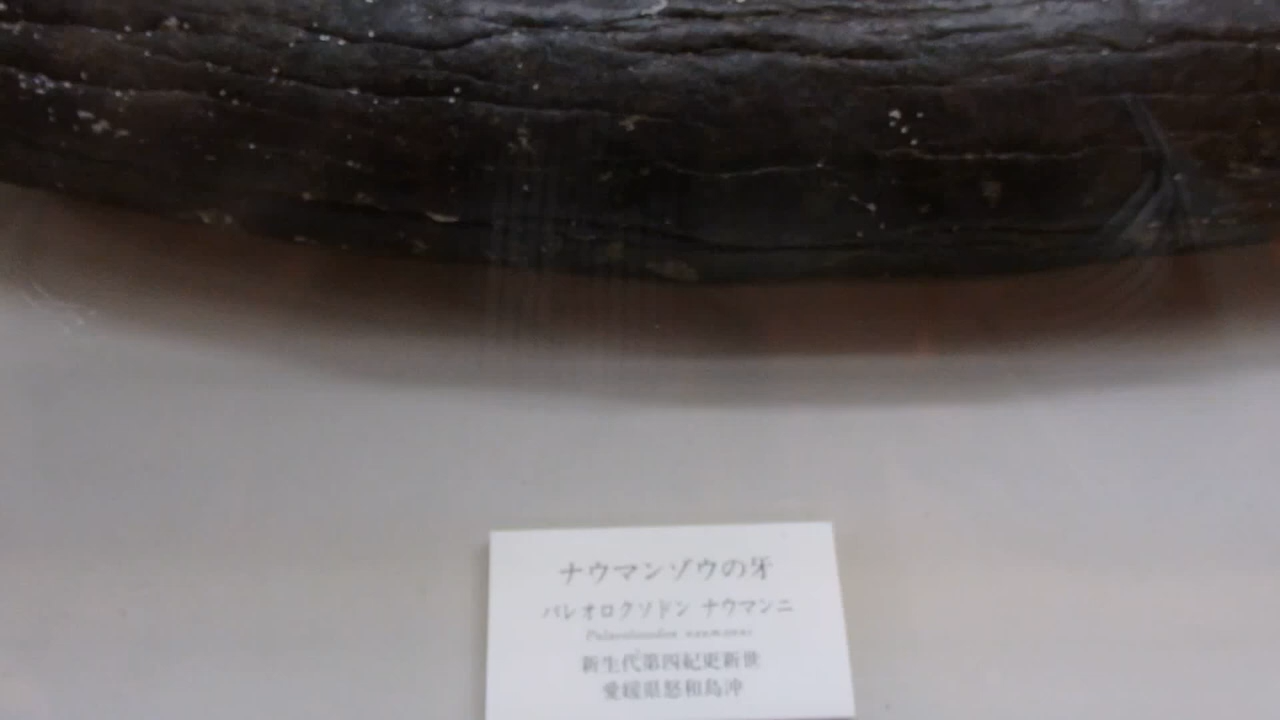 ナウマンゾウの牙
パレオロクソドン ナウマンニ
新生代第四紀更新世
愛媛県怒和島沖